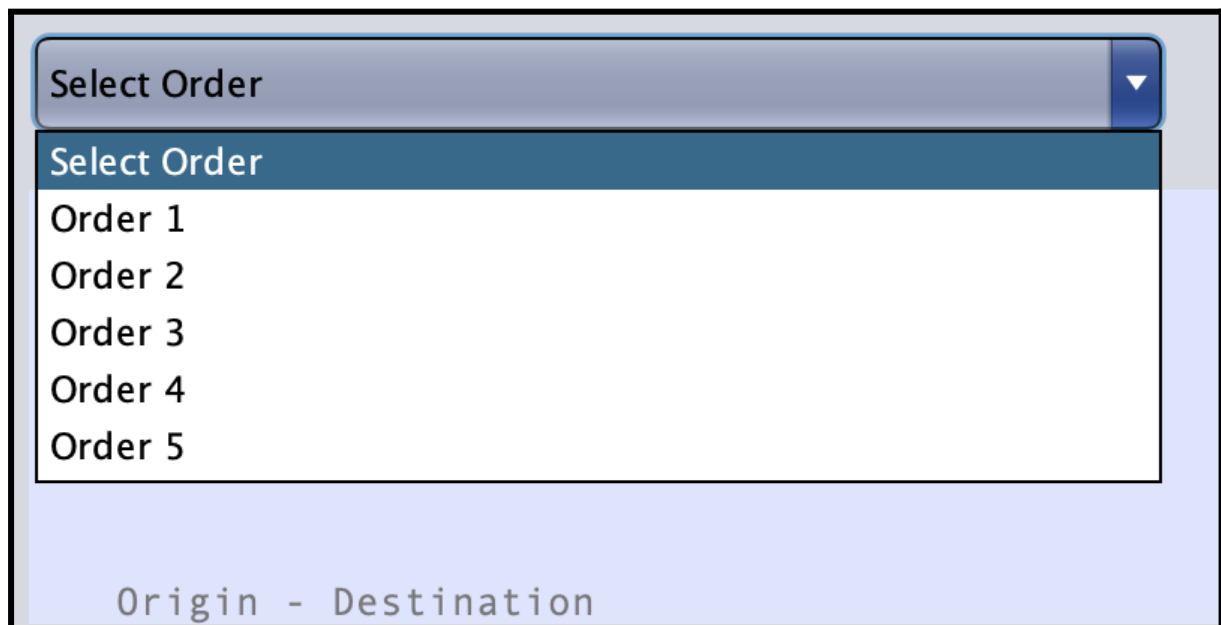 Select Order
Select Order
Order 1
Order 2
Order 3
Order 4
Order 5
Origin - Destination